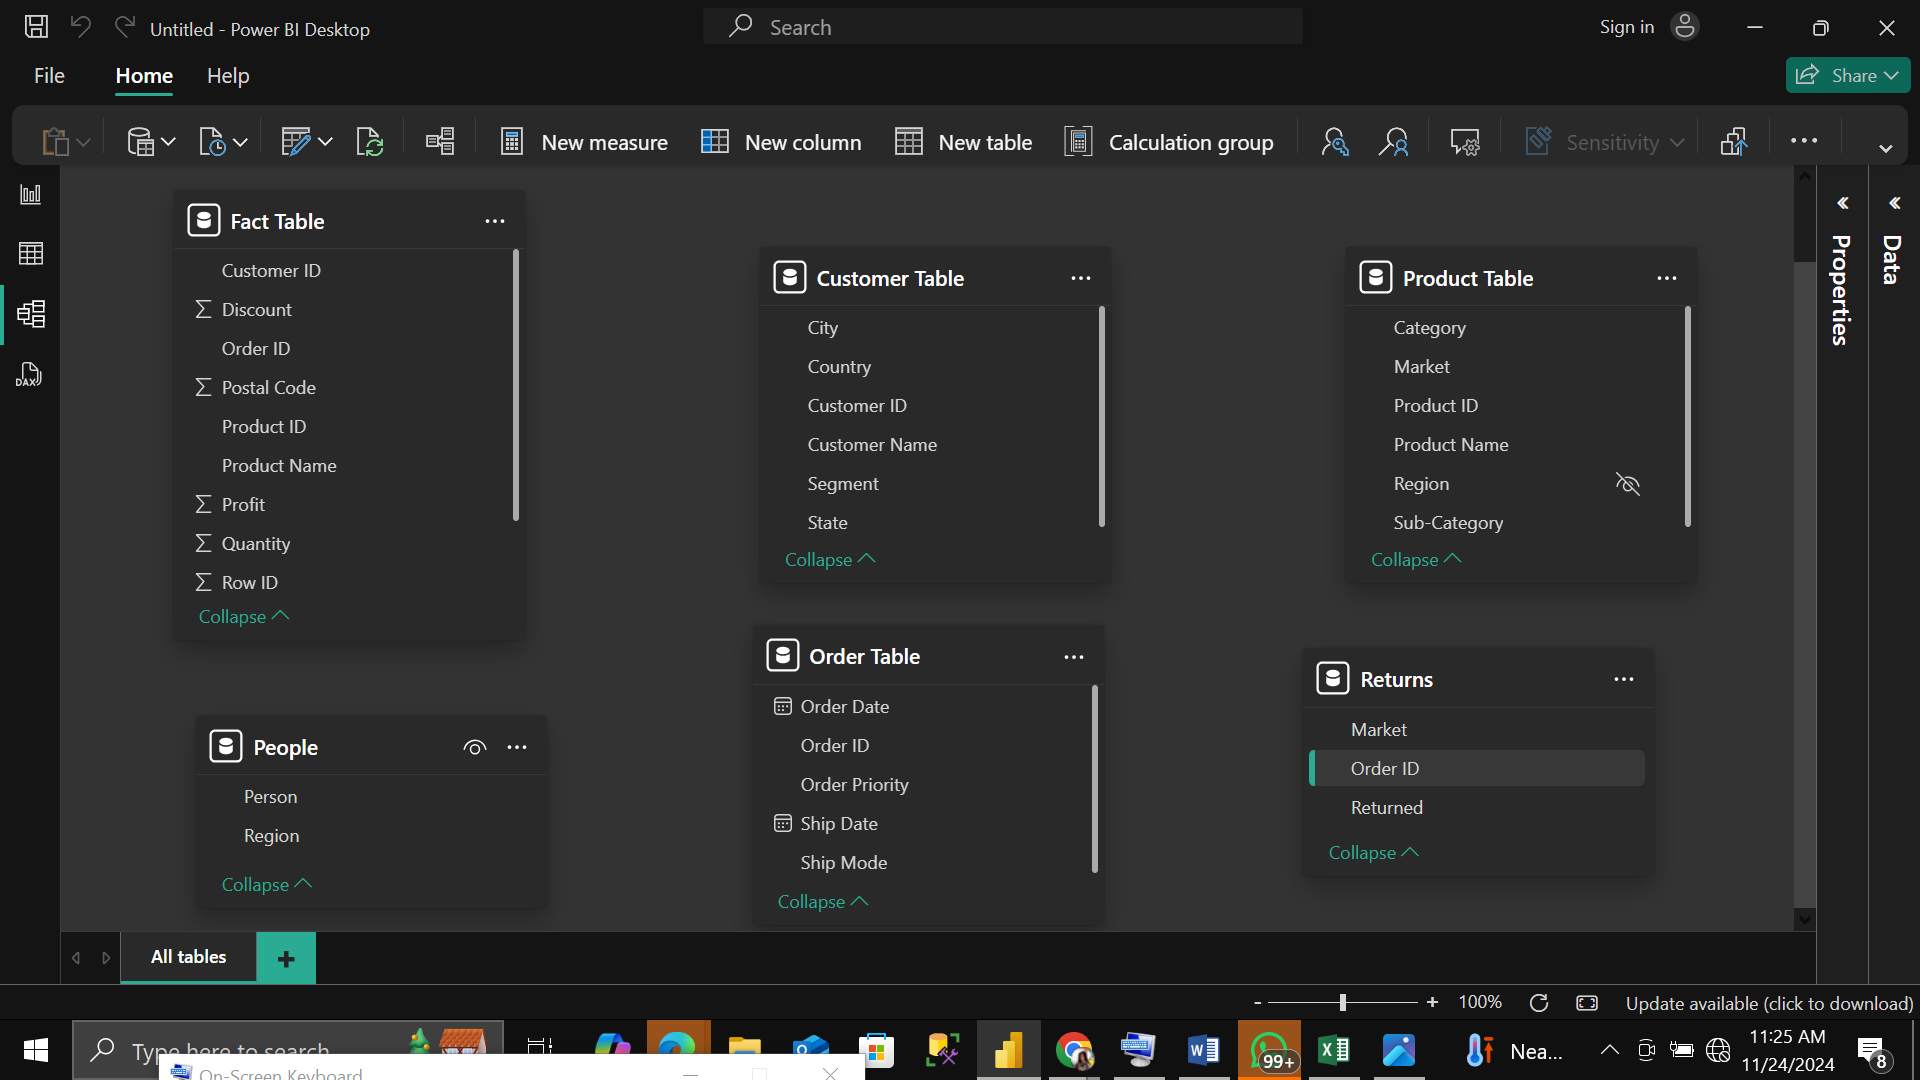 Untitled - Power BI Desktop
Search
Sign in
File
Home
Help
Share
New measure
New column
New table
Calculation group
Sensitivity
DAX
Fact Table
Customer ID
Discount
Order ID
Postal Code
Product ID
Product Name
Profit
Quantity
Row ID
Collapse
Customer Table
City
Country
Customer ID
Customer Name
Segment
State
Collapse
Product Table
Category
Market
Product ID
Product Name
Region
Sub-Category
Collapse
Properties
Data
People
Person
Region
Collapse
Order Table
Order Date
Order ID
Order Priority
Ship Date
Ship Mode
Collapse
Returns
Market
Order ID
Returned
Collapse
All tables
+
- + 100%
Update available (click to download)
Type here to search
99+
Nea...
11:25 AM
11/24/2024
8
On-Screen Keyboard